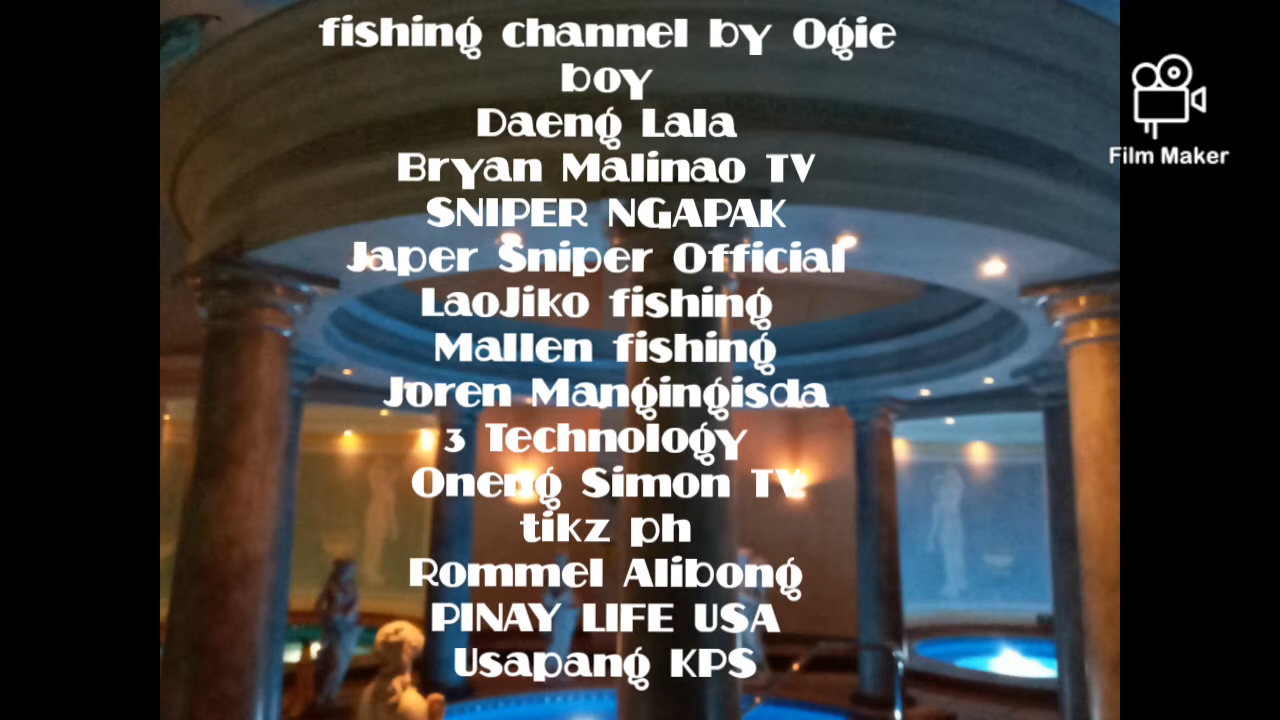 fishing channel by Ogie
boy
Daeng Lala
Bryan Malinao TV
SNIPER NGAPAK
Japer Sniper Official
LaoJiko fishing
Mallen fishing
Joren Mangingisda
3 Technology
Oneng Simon TV
tikz ph
Rommel Alibong
PINAY LIFE USA
Usapang KPS
Film Maker